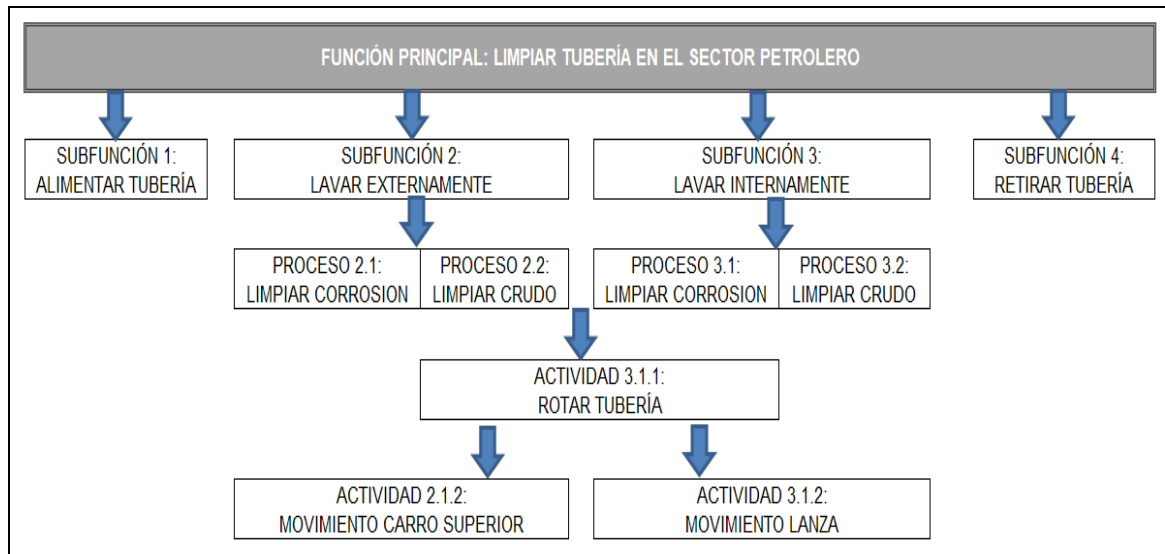 FUNCIÓN PRINCIPAL: LIMPIAR TUBERÍA EN EL SECTOR PETROLERO
SUBFUNCIÓN 1:
ALIMENTAR TUBERÍA
SUBFUNCIÓN 2:
LAVAR EXTERNAMENTE
SUBFUNCIÓN 3:
LAVAR INTERNAMENTE
SUBFUNCIÓN 4:
RETIRAR TUBERÍA
PROCESO 2.1:
LIMPIAR CORROSION
PROCESO 2.2:
LIMPIAR CRUDO
PROCESO 3.1:
LIMPIAR CORROSION
PROCESO 3.2:
LIMPIAR CRUDO
ACTIVIDAD 3.1.1:
ROTAR TUBERÍA
ACTIVIDAD 2.1.2:
MOVIMIENTO CARRO SUPERIOR
ACTIVIDAD 3.1.2:
MOVIMIENTO LANZA